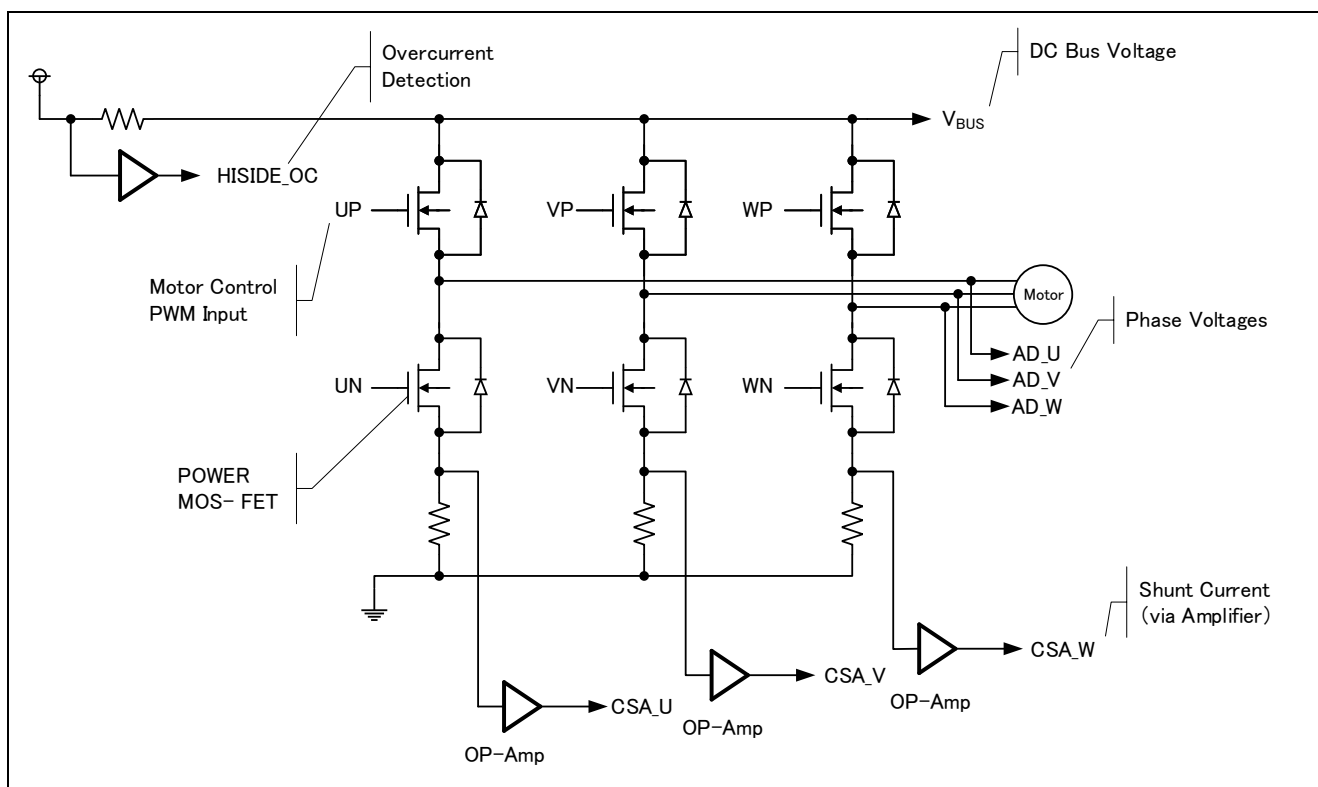 Overcurrent
Detection
DC Bus Voltage
VBUS
HISIDE_OC
UP
VP
WP
Motor Control
PWM Input
Motor
Phase Voltages
AD_U
AD_V
AD_W
UN
VN
WN
POWER
MOS- FET
Shunt Current
(via Amplifier)
CSA_W
CSA_V
OP-Amp
CSA_U
OP-Amp
OP-Amp